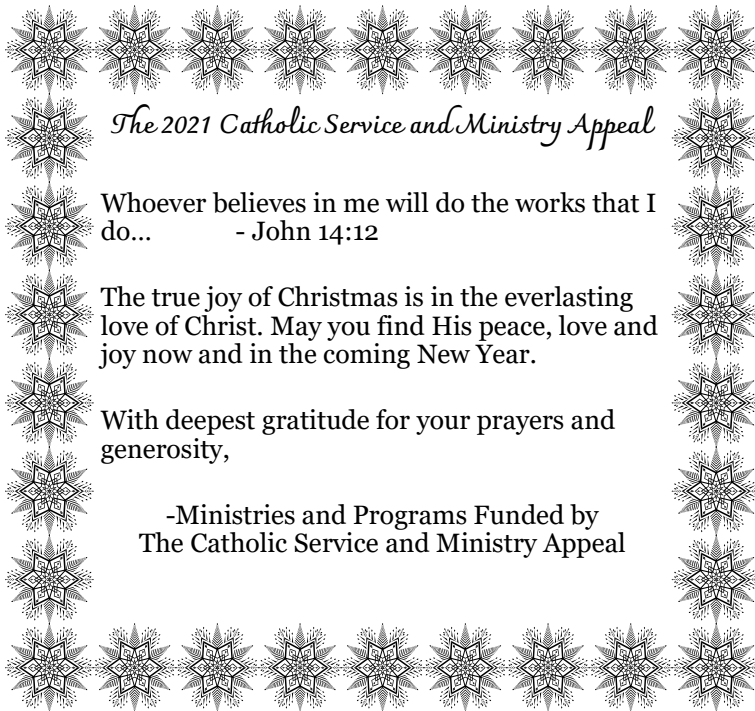 The 2021 Catholic Service and Ministry Appeal
Whoever believes in me will do the works that I
do... - John 14:12
The true joy of Christmas is in the everlasting
love of Christ. May you find His peace, love and
joy now and in the coming New Year.
With deepest gratitude for your prayers and
generosity,
-Ministries and Programs Funded by
The Catholic Service and Ministry Appeal